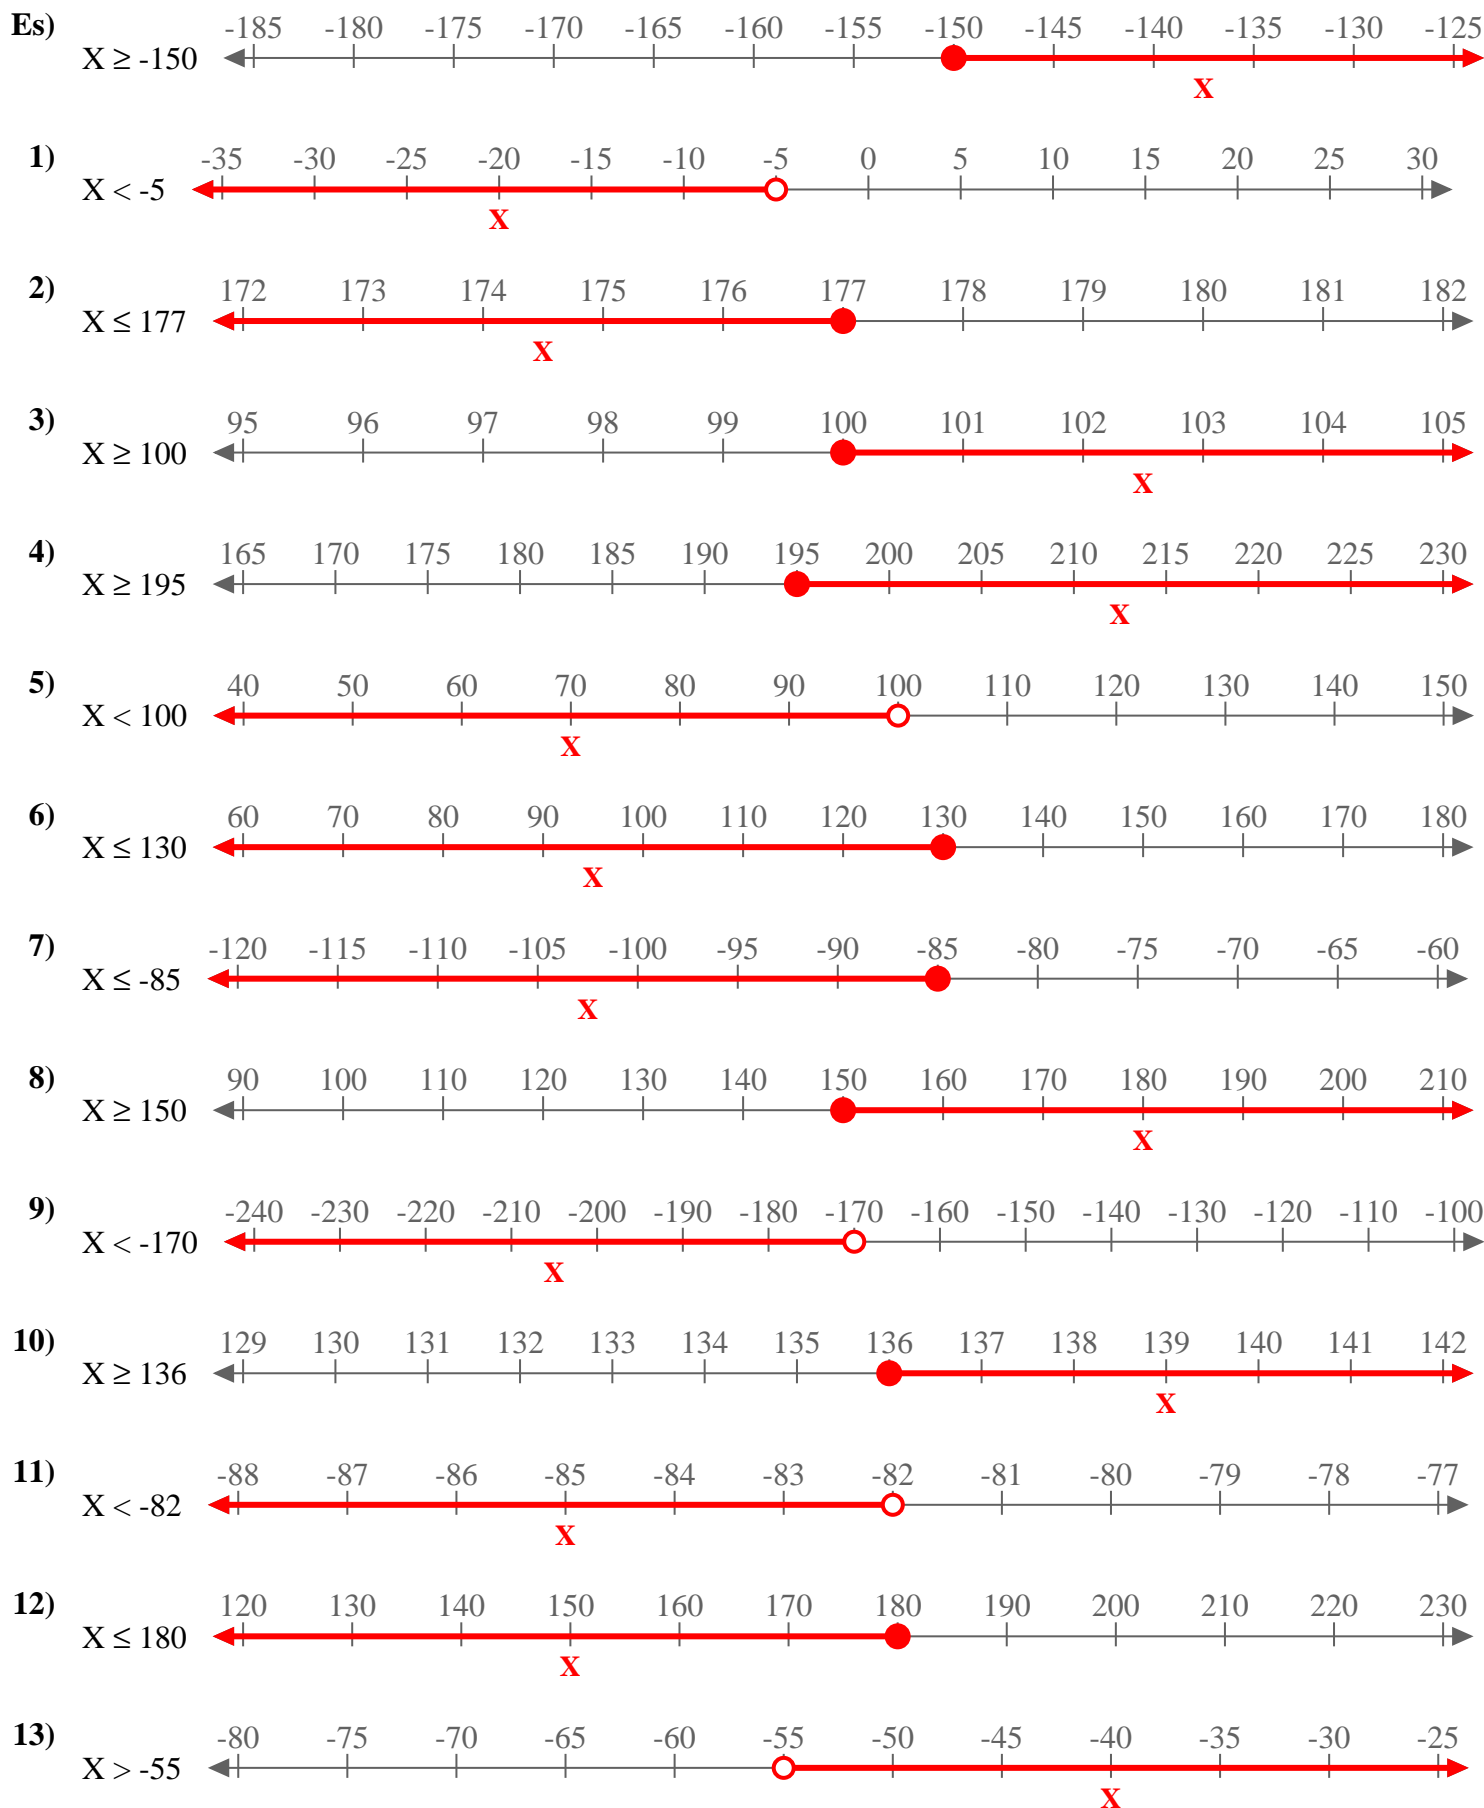 Es) -185 -180 -175 -170 -165 -160 -155 -150 -145 -140 -135 -130 -125
X ≥ -150
X
1) -35 -30 -25 -20 -15 -10 -5 0 5 10 15 20 25 30
X < -5
X
2) 172 173 174 175 176 177 178 179 180 181 182
X ≤ 177
X
3) 95 96 97 98 99 100 101 102 103 104 105
X ≥ 100
X
4) 165 170 175 180 185 190 195 200 205 210 215 220 225 230
X ≥ 195
X
5) 40 50 60 70 80 90 100 110 120 130 140 150
X < 100
X
6) 60 70 80 90 100 110 120 130 140 150 160 170 180
X ≤ 130
X
7) -120 -115 -110 -105 -100 -95 -90 -85 -80 -75 -70 -65 -60
X ≤ -85
X
8) 90 100 110 120 130 140 150 160 170 180 190 200 210
X ≥ 150
X
9) -240 -230 -220 -210 -200 -190 -180 -170 -160 -150 -140 -130 -120 -110 -100
X < -170
X
10) 129 130 131 132 133 134 135 136 137 138 139 140 141 142
X ≥ 136
X
11) -88 -87 -86 -85 -84 -83 -82 -81 -80 -79 -78 -77
X < -82
X
12) 120 130 140 150 160 170 180 190 200 210 220 230
X ≤ 180
X
13) -80 -75 -70 -65 -60 -55 -50 -45 -40 -35 -30 -25
X > -55
X